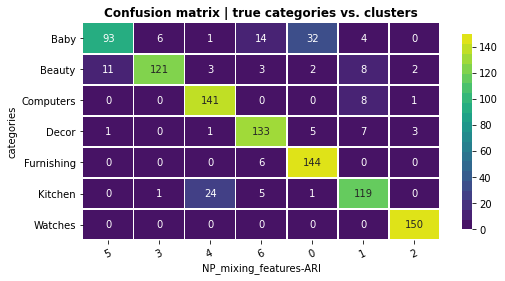 Confusion matrix | true categories vs. clusters
categories
Baby 93 6 1 14 32 4 0
Beauty 11 121 3 3 2 8 2
Computers 0 0 141 0 0 8 1
Decor 1 0 1 133 5 7 3
Furnishing 0 0 0 6 144 0 0
Kitchen 0 1 24 5 1 119 0
Watches 0 0 0 0 0 0 150
5 3 4 6 0 1 2
NP_mixing_features-ARI
140
120
100
80
60
40
20
0